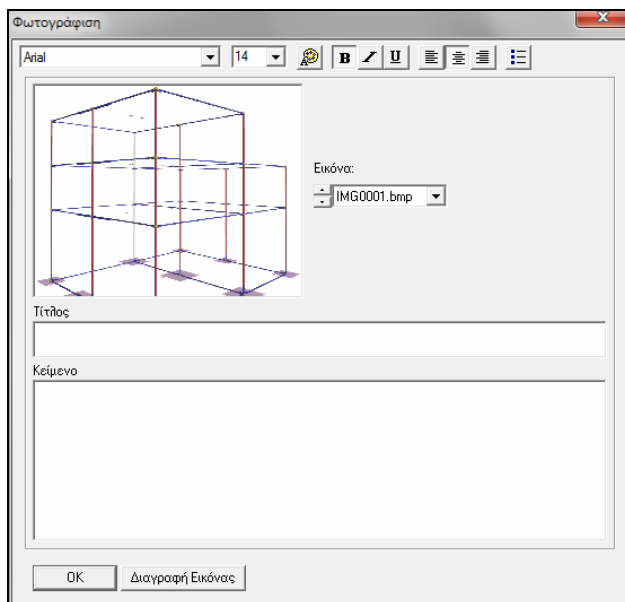 Φωτογράφιση
Arial 14 B I U
Εικόνα:
IMG0001.bmp
Τίτλος
Κείμενο
OK Διαγραφή Εικόνας